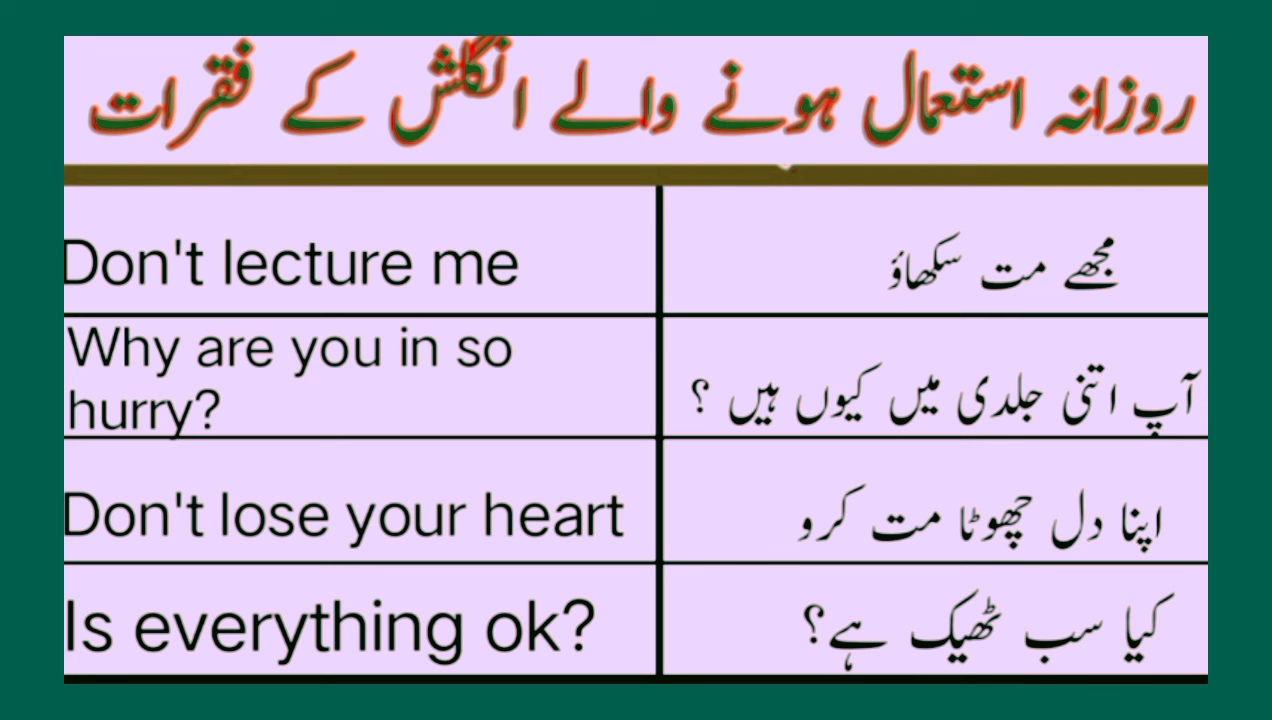 روزانہ استعمال ہونے والے انگلش کے فقرات
Don't lecture me
مجھے مت سکھاؤ
Why are you in so
hurry?
آپ اتنی جلدی میں کیوں ہیں ؟
Don't lose your heart
اپنا دل چھوٹا مت کرو
Is everything ok?
کیا سب ٹھیک ہے؟